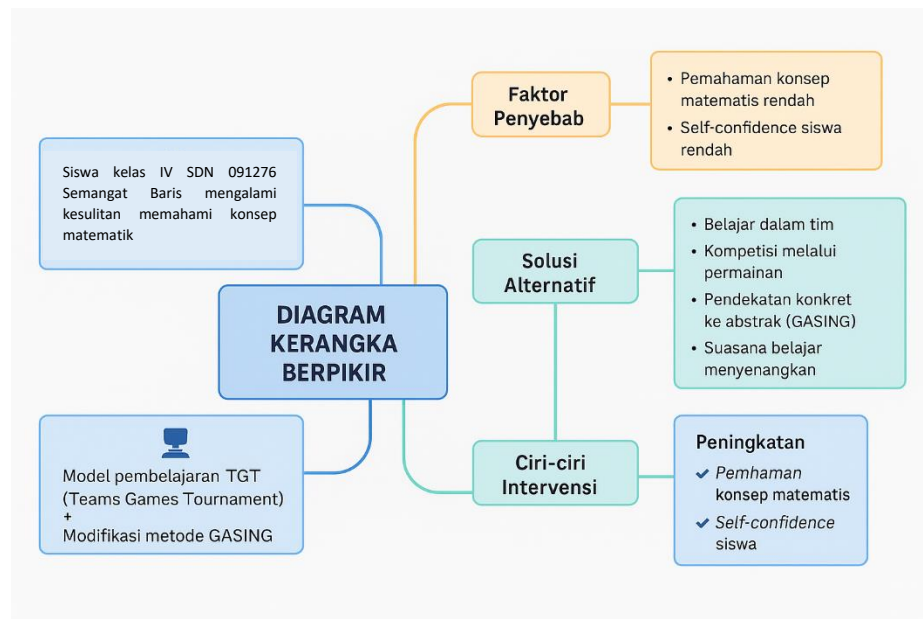 Faktor
Penyebab
• Pemahaman konsep
matematis rendah
• Self-confidence siswa
rendah
Siswa kelas IV SDN 091276
Semangat Baris mengalami
kesulitan memahami konsep
matematik
Solusi
Alternatif
• Belajar dalam tim
• Kompetisi melalui
permainan
• Pendekatan konkret
ke abstrak (GASING)
• Suasana belajar
menyenangkan
DIAGRAM
KERANGKA
BERPIKIR
Model pembelajaran TGT
(Teams Games Tournament)
+
Modifikasi metode GASING
Ciri-ciri
Intervensi
Peningkatan
✔ Pemhaman
konsep matematis
✔ Self-confidence
siswa